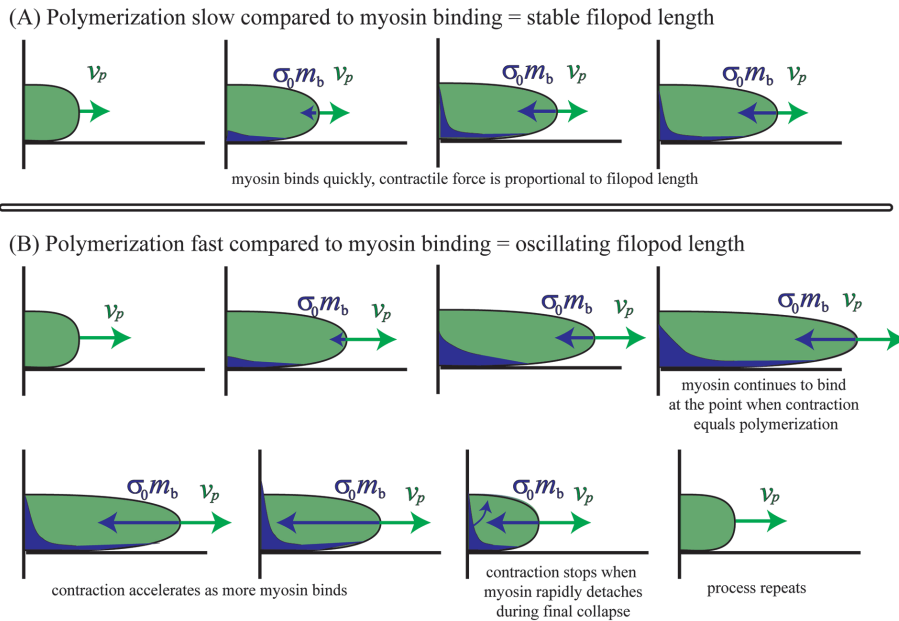 (A) Polymerization slow compared to myosin binding = stable filopod length
vp
σ0mb vp
σ0mb vp
σ0mb vp
myosin binds quickly, contractile force is proportional to filopod length
(B) Polymerization fast compared to myosin binding = oscillating filopod length
vp
σ0mb vp
σ0mb vp
σ0mb vp
myosin continues to bind
at the point when contraction
equals polymerization
σ0mb vp
σ0mb vp
σ0mb vp
vp
contraction accelerates as more myosin binds
contraction stops when
myosin rapidly detaches
during final collapse
process repeats